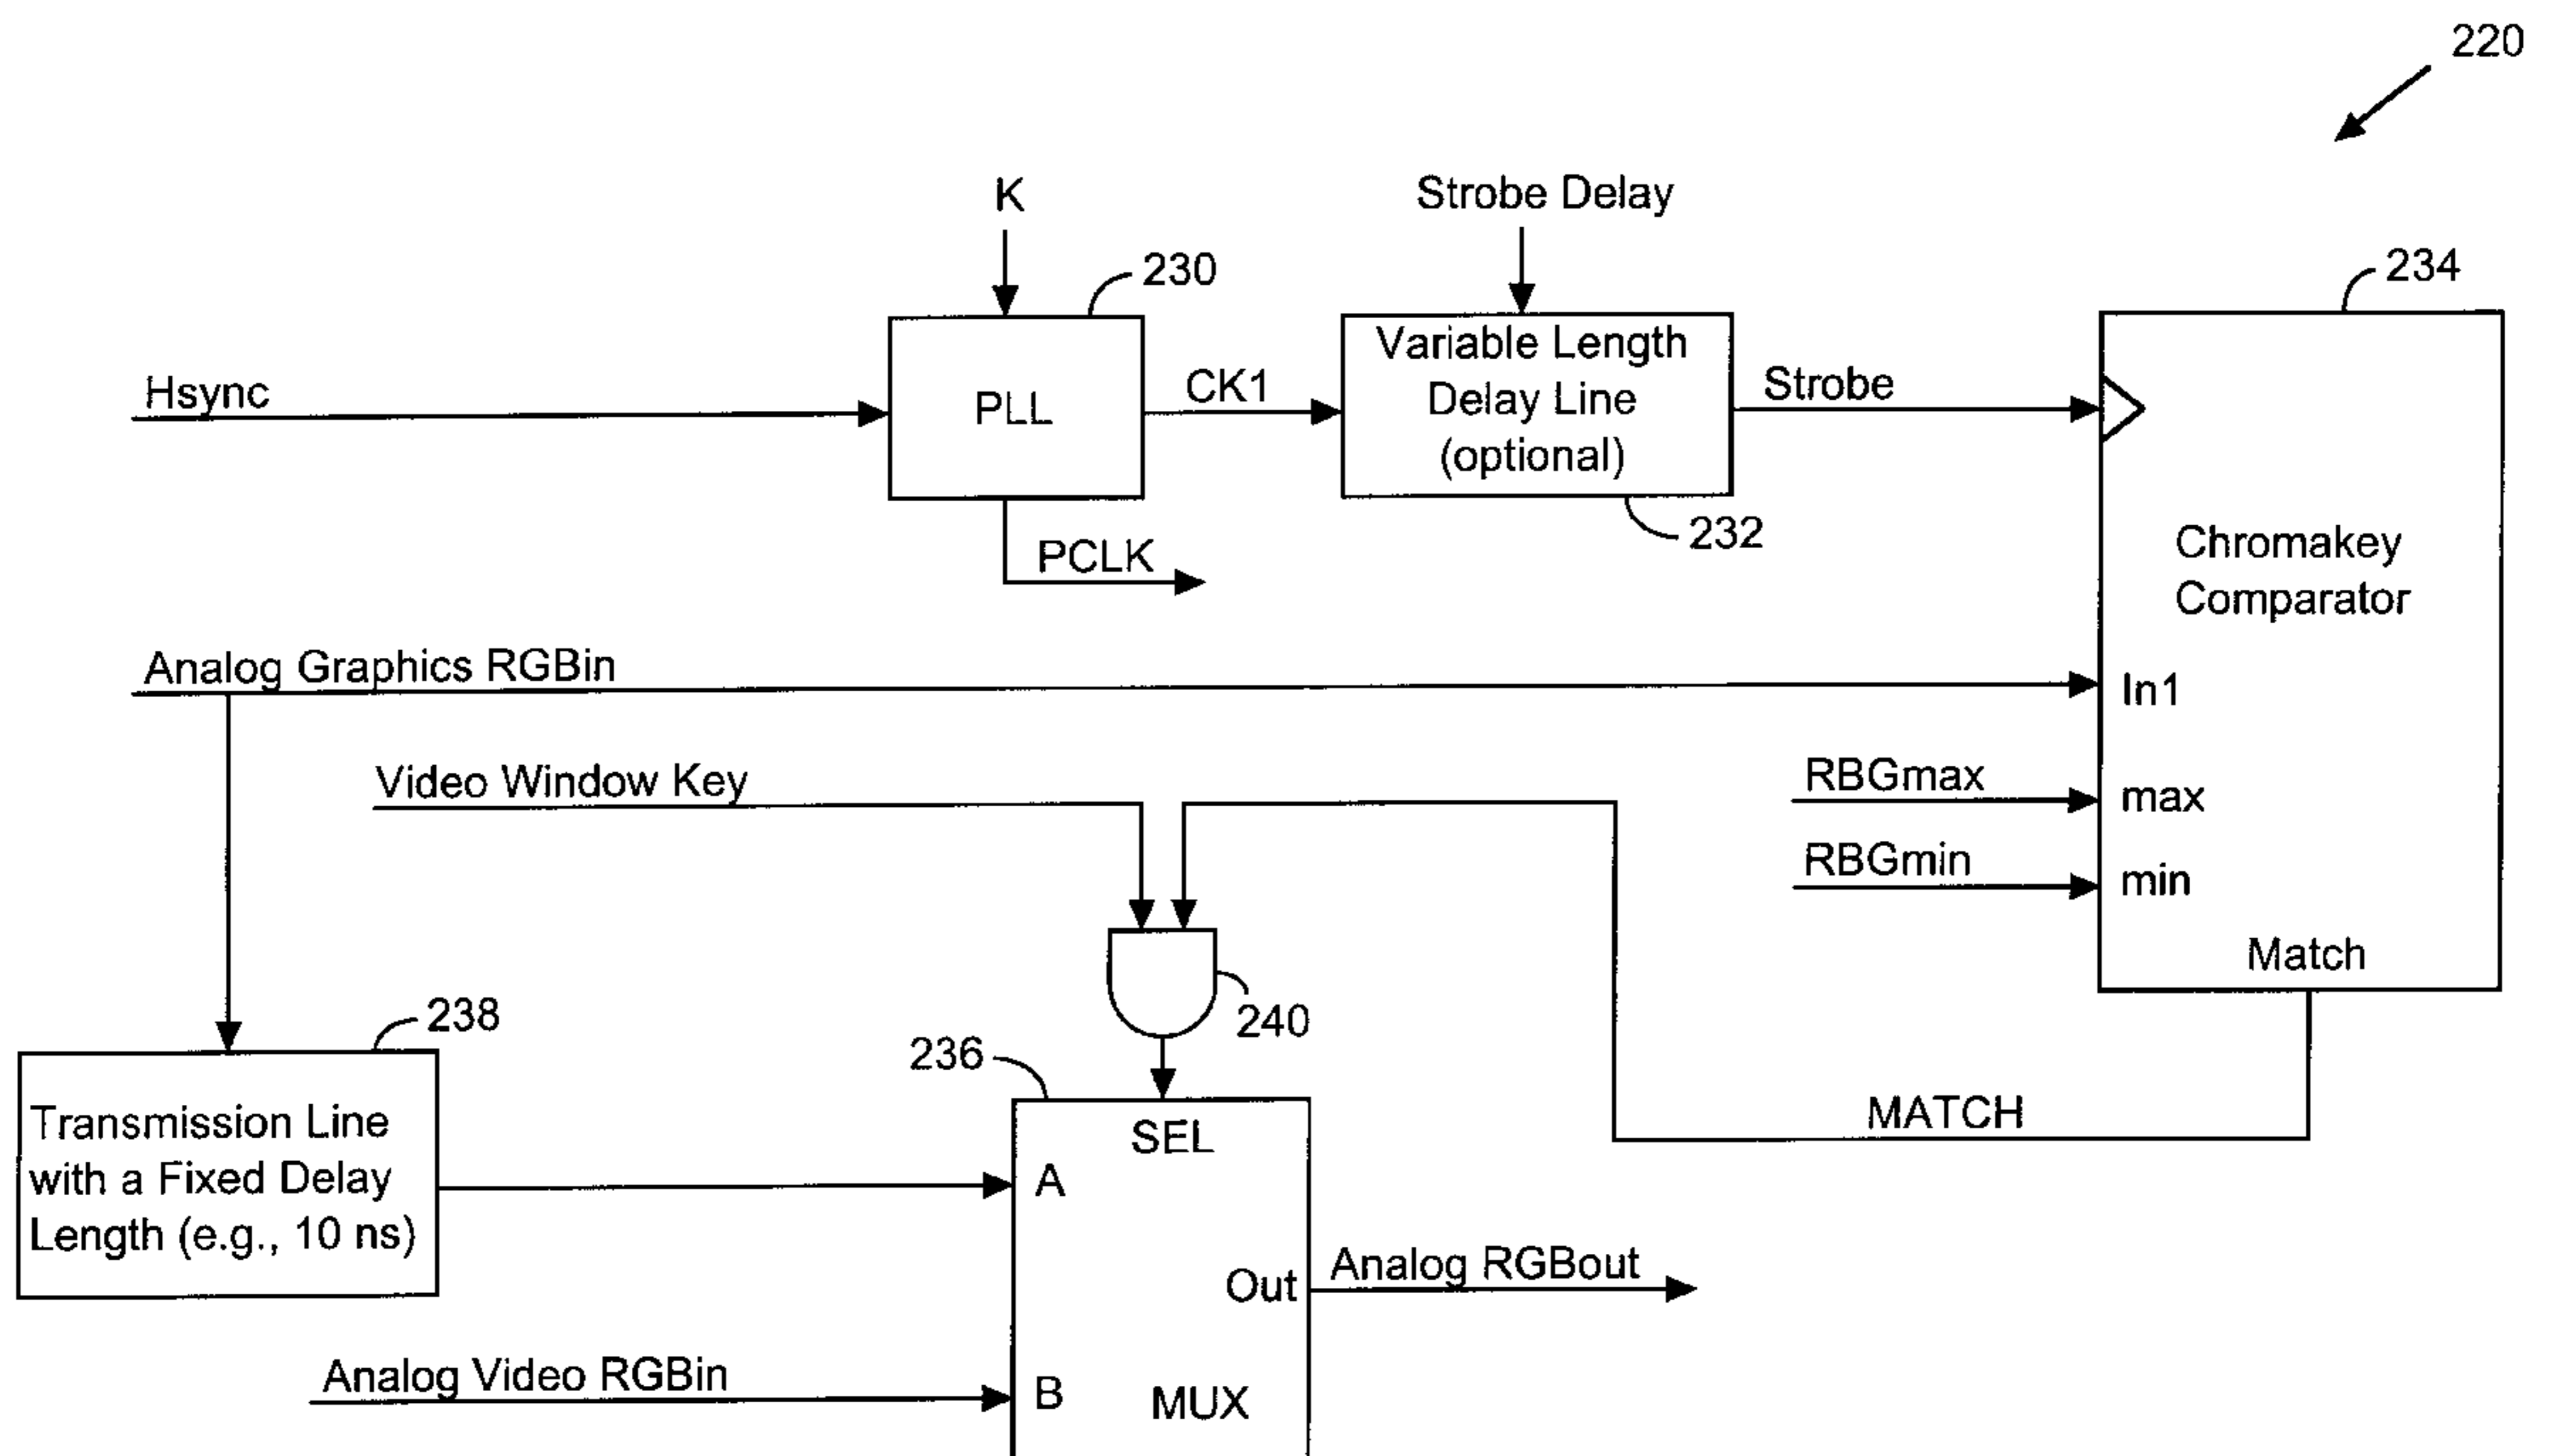 220
K
Strobe Delay
230
234
Hsync
PLL
CK1
Variable Length
Delay Line
(optional)
Strobe
232
PCLK
Chromakey
Comparator
Analog Graphics RGBin
In1
Video Window Key
RBGmax
max
RBGmin
min
Match
238
240
236
MATCH
Transmission Line
with a Fixed Delay
Length (e.g., 10 ns)
SEL
A
Out
Analog RGBout
Analog Video RGBin
B
MUX